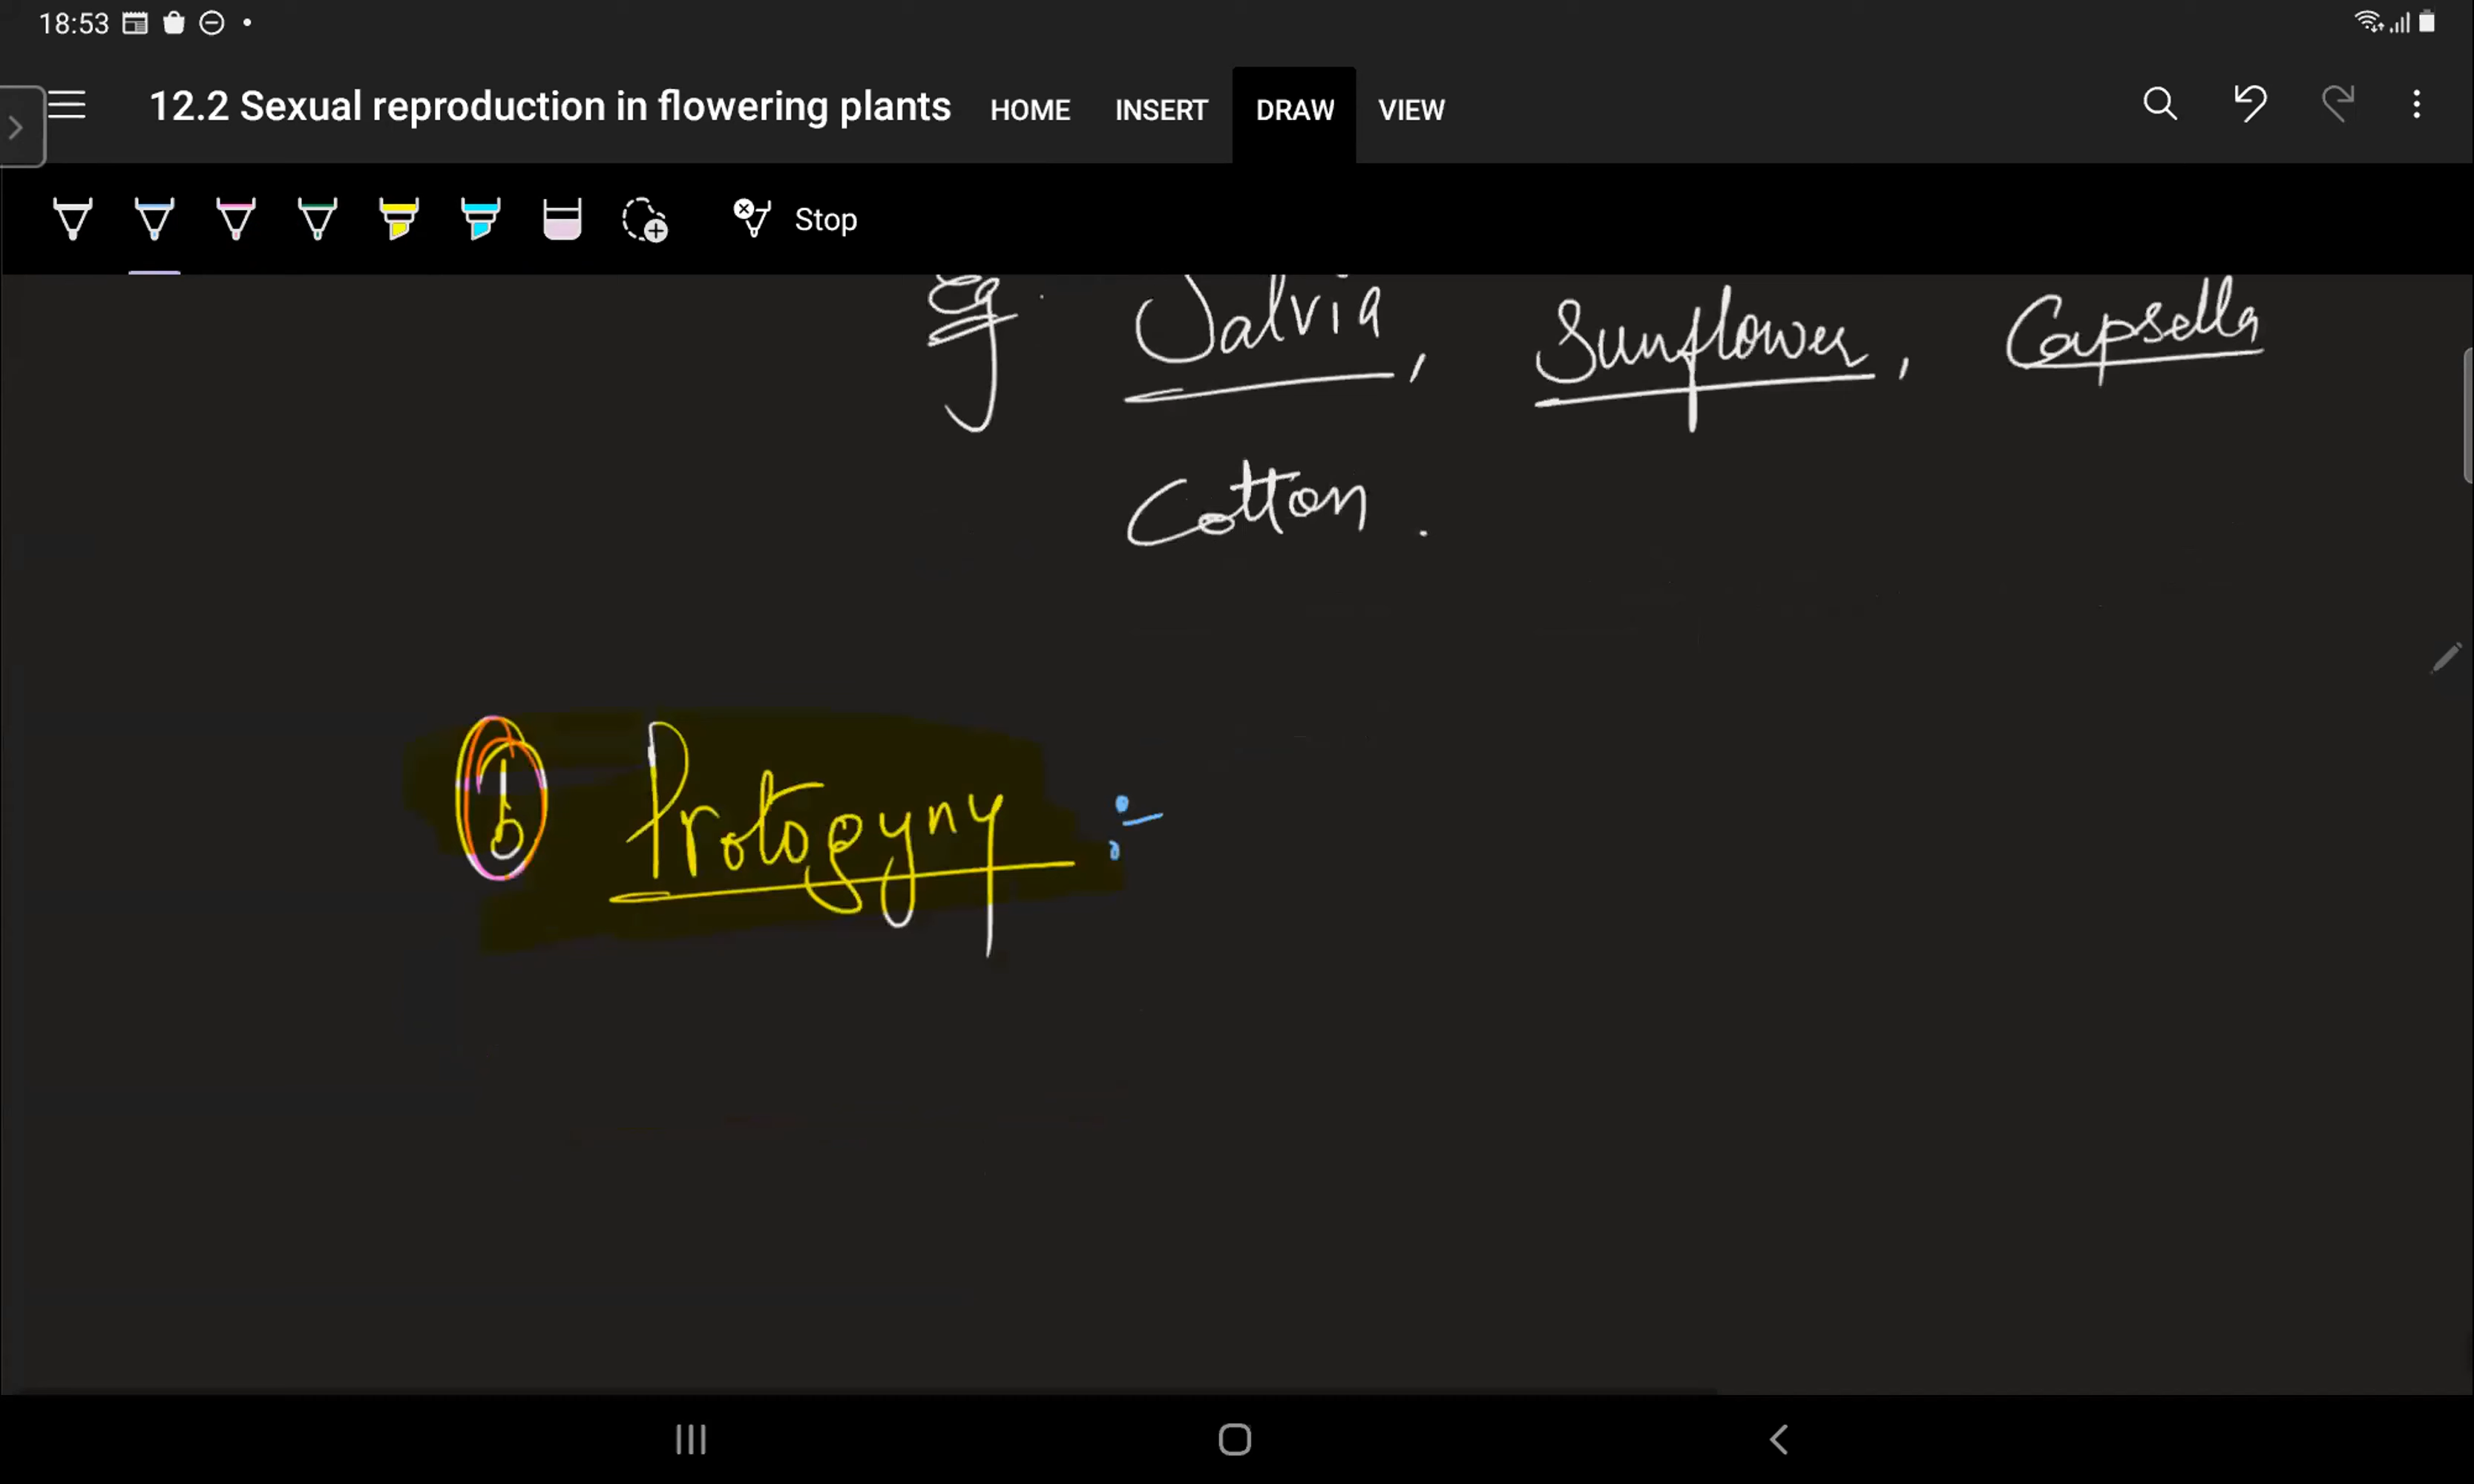 18:53
12.2 Sexual reproduction in flowering plants HOME INSERT DRAW VIEW
Stop
Eg. Salvia, Sunflower, Capsella
Cotton.
b Protogyny :-